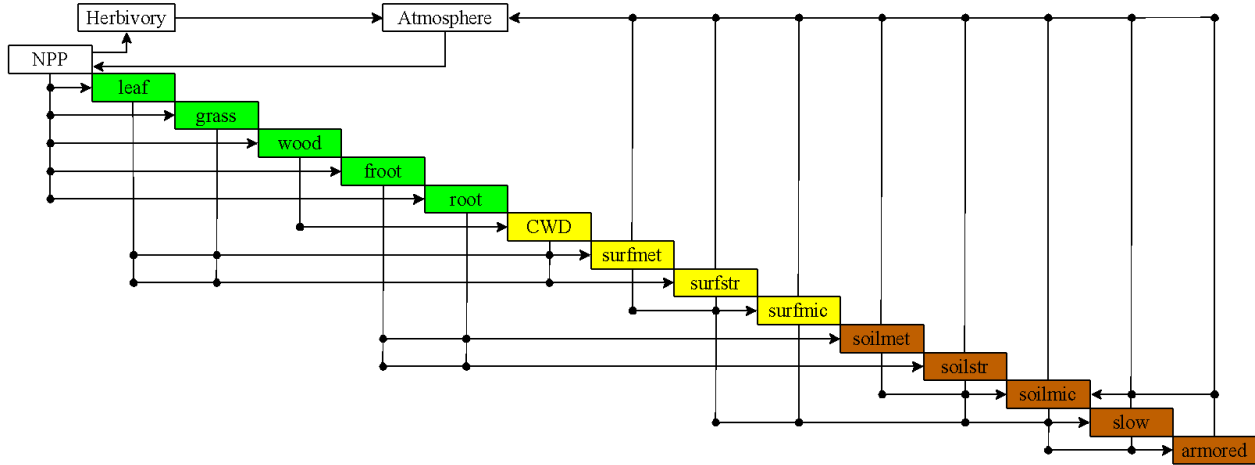 Herbivory
Atmosphere
NPP
leaf
grass
wood
froot
root
CWD
surfmet
surfstr
surfmic
soilmet
soilstr
soilmic
slow
armored